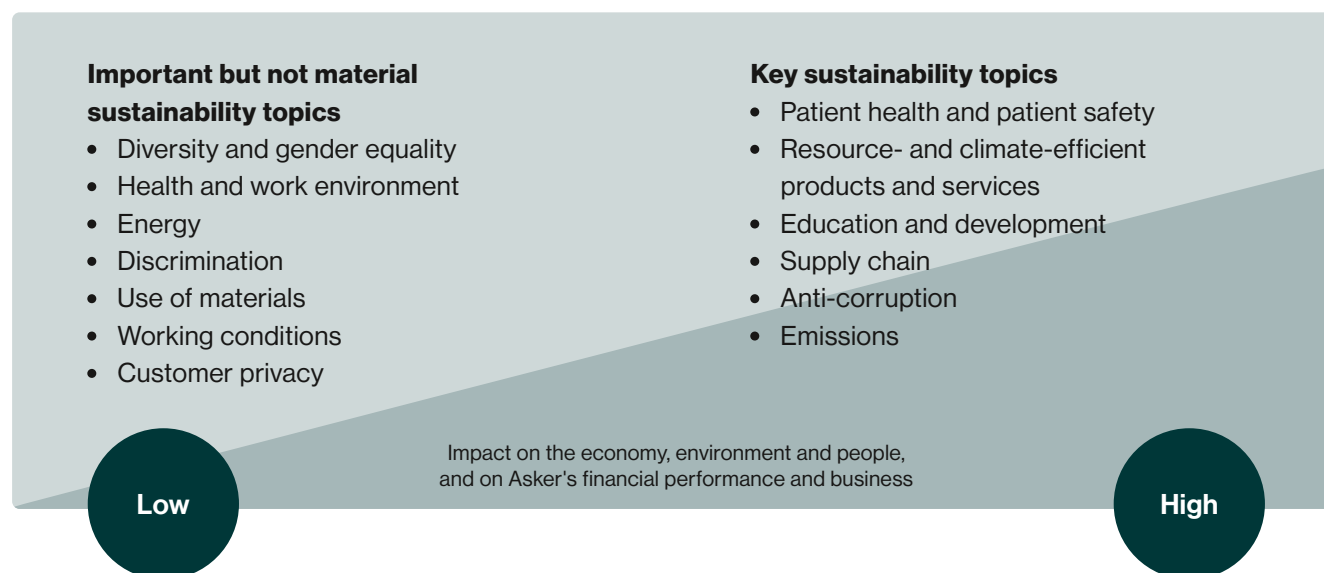 Important but not material
sustainability topics
• Diversity and gender equality
• Health and work environment
• Energy
• Discrimination
• Use of materials
• Working conditions
• Customer privacy
Key sustainability topics
• Patient health and patient safety
• Resource- and climate-efficient
products and services
• Education and development
• Supply chain
• Anti-corruption
• Emissions
Impact on the economy, environment and people,
and on Asker's financial performance and business
Low
High